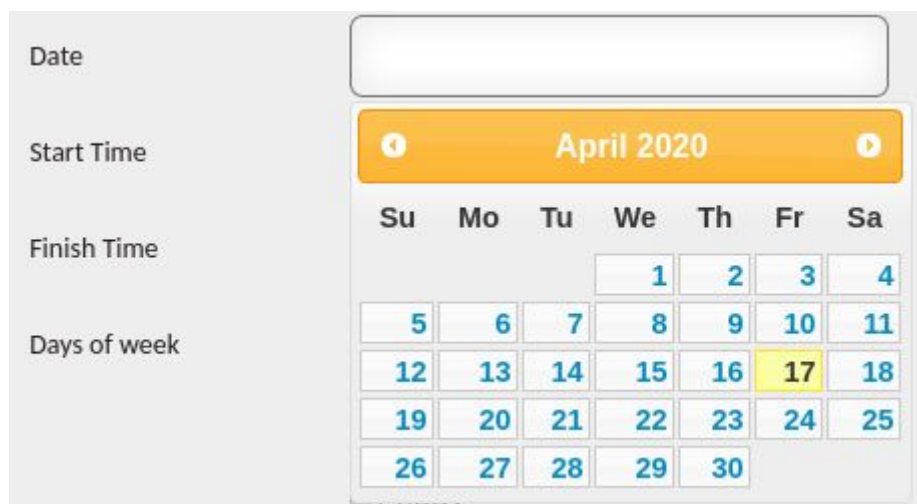 Date
April 2020
Start Time
Su Mo Tu We Th Fr Sa
Finish Time
1 2 3 4
5 6 7 8 9 10 11
Days of week
12 13 14 15 16 17 18
19 20 21 22 23 24 25
26 27 28 29 30